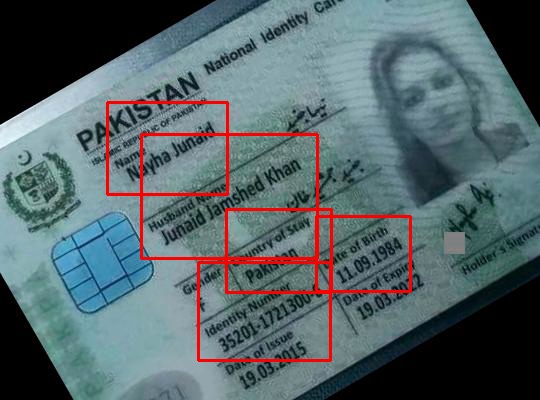 PAKISTAN National Identity Card
ISLAMIC REPUBLIC OF PAKISTAN
Name
Nayha Junaid
Husband Name
Junaid Jamshed Khan
Gender
Country of Stay
F
Pakistan
Identity Number
Date of Birth
11.09.1984
Date of Issue
19.03.2015
Date of Expiry
Holder's Signature